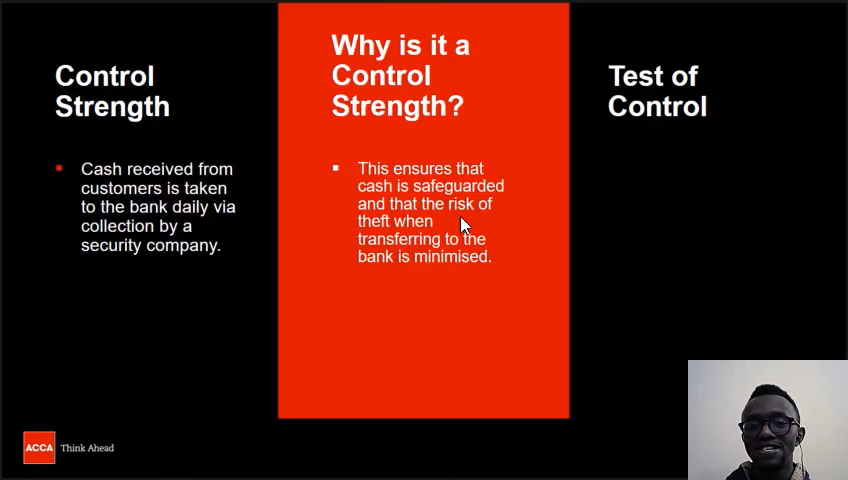 Control
Strength
Cash received from
customers is taken
to the bank daily via
collection by a
security company.
Why is it a
Control
Strength?
This ensures that
cash is safeguarded
and that the risk of
theft when
transferring to the
bank is minimised.
Test of
Control
ACCA
Think Ahead